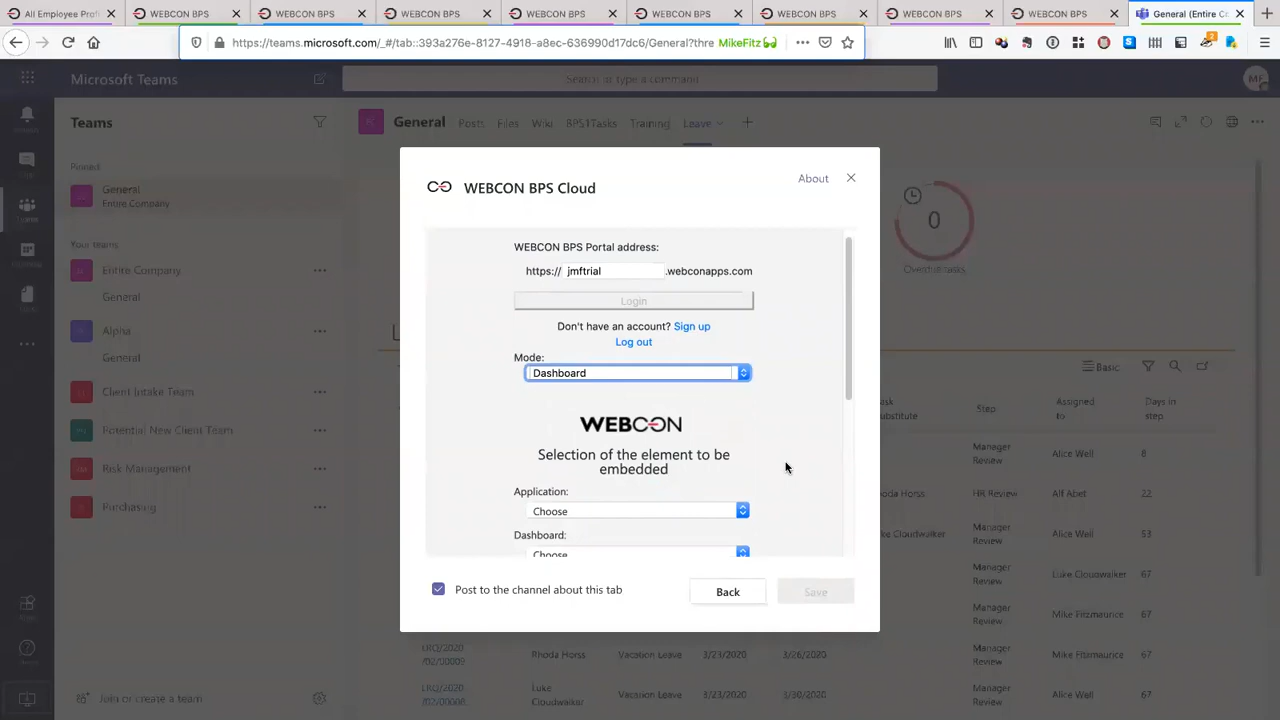 All Employee Profi
WEBCON BPS
WEBCON BPS
WEBCON BPS
WEBCON BPS
WEBCON BPS
WEBCON BPS
WEBCON BPS
WEBCON BPS
General (Entire Co
https://teams.microsoft.com/_#/tab::393a276e-8127-4918-a8ec-636990d17dc6/General?thre
MikeFitz
2
Microsoft Teams
Search or type a command
MF
Teams
General
Posts
Files
Wiki
BPS1Tasks
Training
Leave
Pinned
General
Entire Company
Your teams
Entire Company
General
Alpha
General
Client Intake Team
Potential New Client Team
Risk Management
Purchasing
Join or create a team
WEBCON BPS Cloud
About
WEBCON BPS Portal address:
https:// jmftrial .webconapps.com
Login
Don't have an account? Sign up
Log out
Mode:
Dashboard
WEBCON
Selection of the element to be
embedded
Application:
Choose
Dashboard:
Choose
Post to the channel about this tab
Back
Save
0
Overdue tasks
L
Basic
Task
substitute
Step
Assigned
to
Days in
step
Manager
Review
Alice Well
8
Rhoda Horss
HR Review
Alf Abet
22
Luke Cloudwalker
Manager
Review
Alice Well
53
Manager
Review
Luke Cloudwalker
67
Manager
Review
Mike Fitzmaurice
67
LRQ/2020
/02/00009
Rhoda Horss
Vacation Leave
3/23/2020
3/26/2020
Manager
Review
Mike Fitzmaurice
67
LRQ/2020
/02/00008
Luke
Cloudwalker
Vacation Leave
3/23/2020
3/30/2020
Manager
Review
Alice Well
67